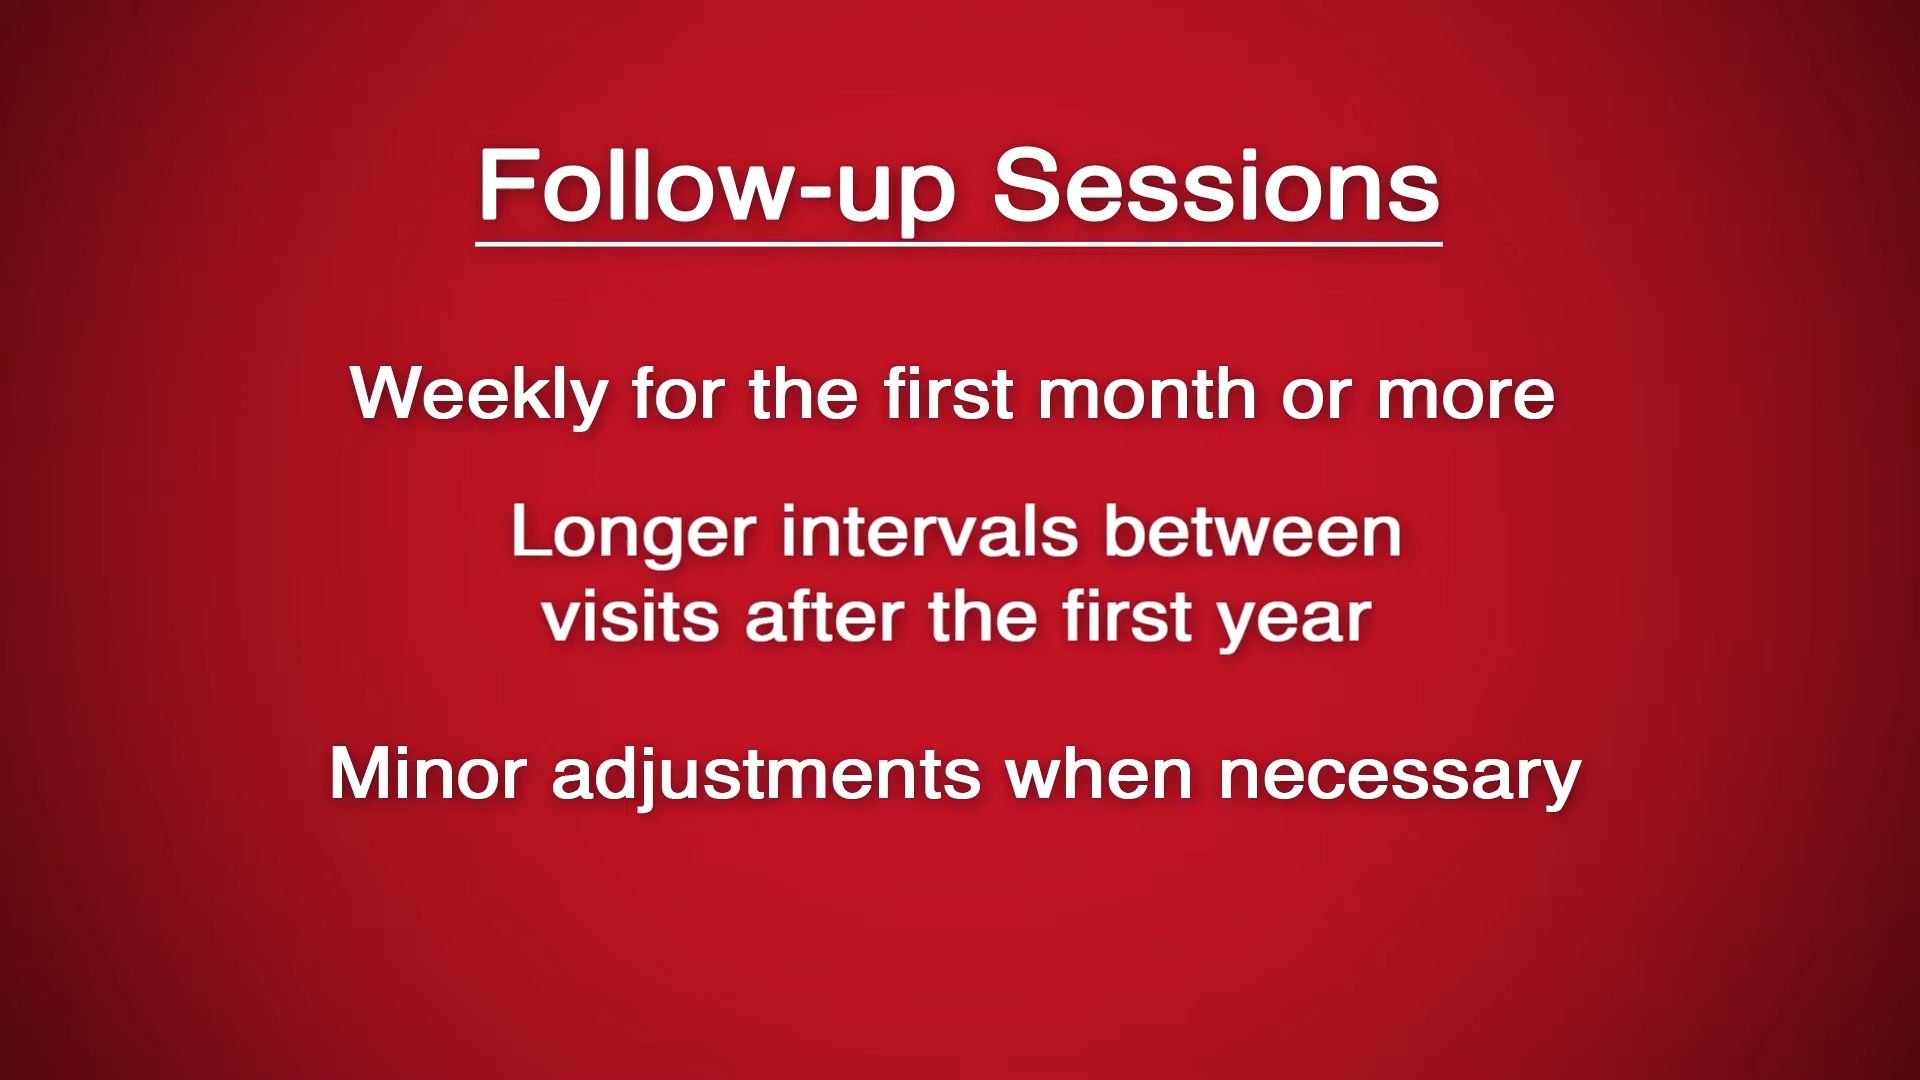 Follow-up Sessions
Weekly for the first month or more
Longer intervals between
visits after the first year
Minor adjustments when necessary